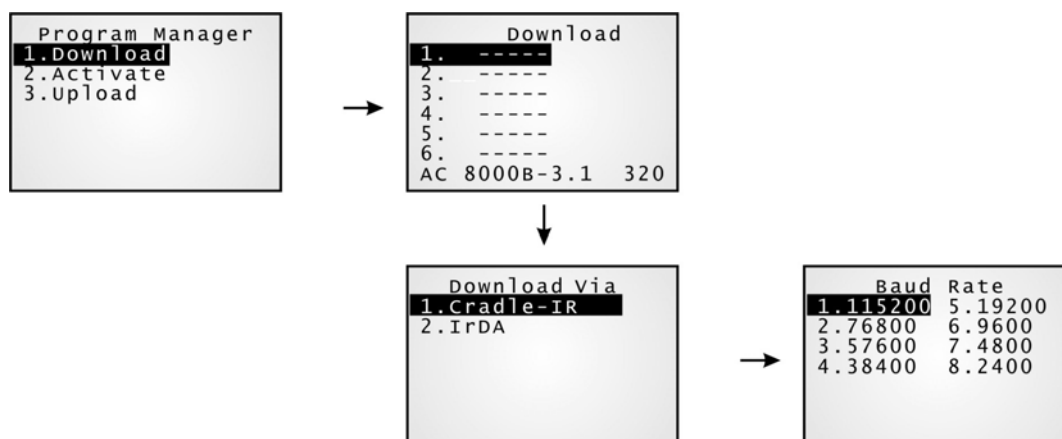 Program Manager
1.Download
2.Activate
3.Upload
Download
1. -----
2. -----
3. -----
4. -----
5. -----
6. -----
AC 8000B-3.1 320
Download Via
1.Cradle-IR
2.IrDA
Baud Rate
1.115200 5.19200
2.76800 6.9600
3.57600 7.4800
4.38400 8.2400